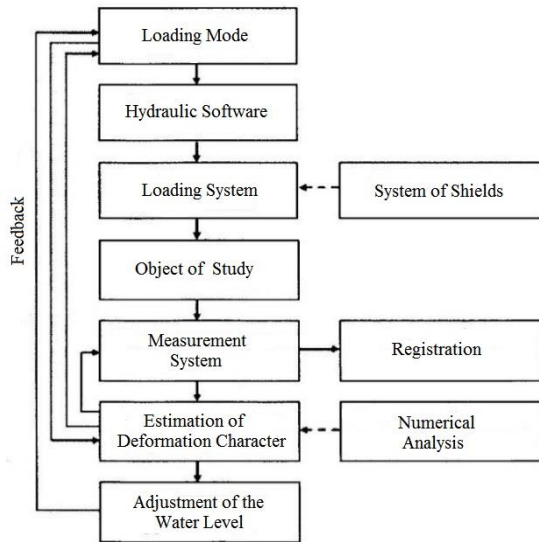 Loading Mode
Hydraulic Software
Loading System
System of Shields
Feedback
Object of Study
Measurement
System
Registration
Estimation of
Deformation Character
Numerical
Analysis
Adjustment of the
Water Level